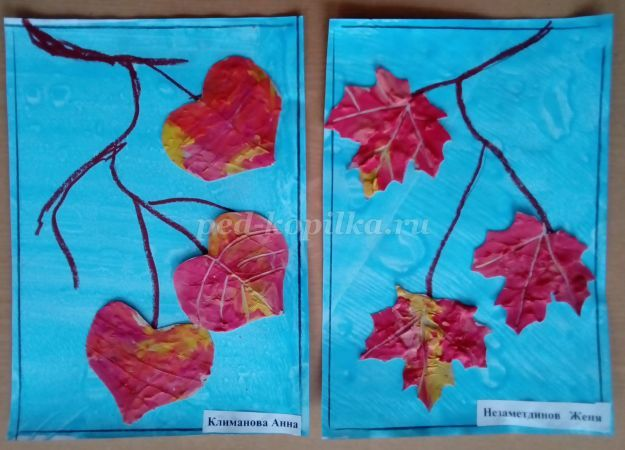 ped-kopilka.ru
Климанова Анна
Незаметдинов Женя